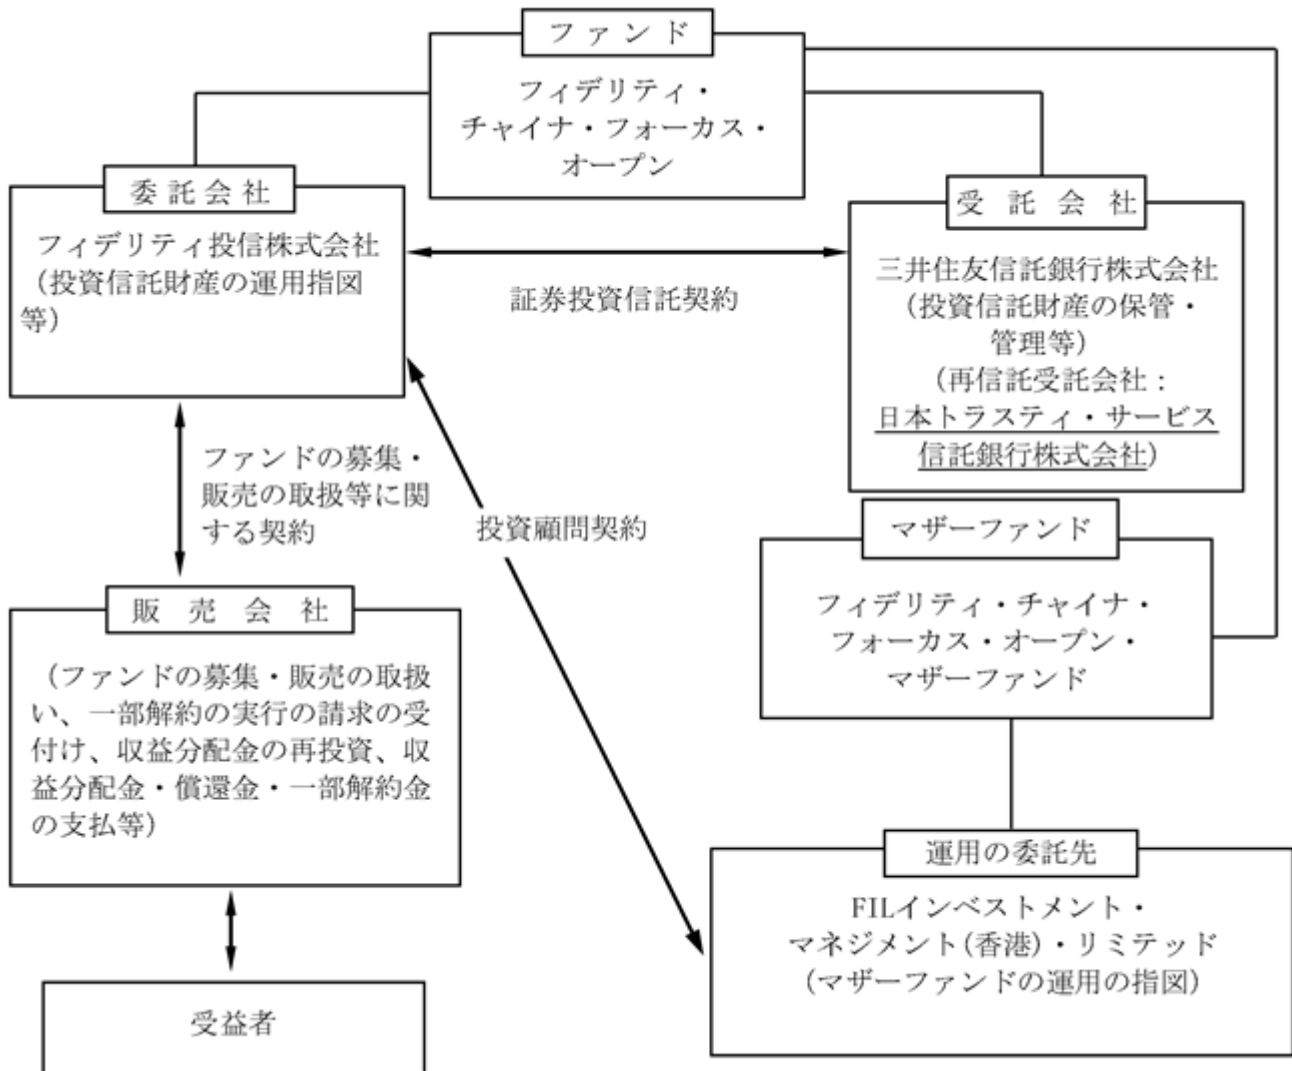 ファンド
フィデリティ・
チャイナ・フォーカス・
オープン
委託会社
フィデリティ投信株式会社
（投資信託財産の運用指図
等）
証券投資信託契約
受託会社
三井住友信託銀行株式会社
（投資信託財産の保管・
管理等）
（再信託受託会社：
日本トラスティ・サービス
信託銀行株式会社）
ファンドの募集・
販売の取扱等に関
する契約
投資顧問契約
マザーファンド
フィデリティ・チャイナ・
フォーカス・オープン・
マザーファンド
販売会社
（ファンドの募集・販売の取扱
い、一部解約の実行の請求の受
付け、収益分配金の再投資、収
益分配金・償還金・一部解約金
の支払等）
運用の委託先
FILインベストメント・
マネジメント(香港)・リミテッド
（マザーファンドの運用の指図）
受益者